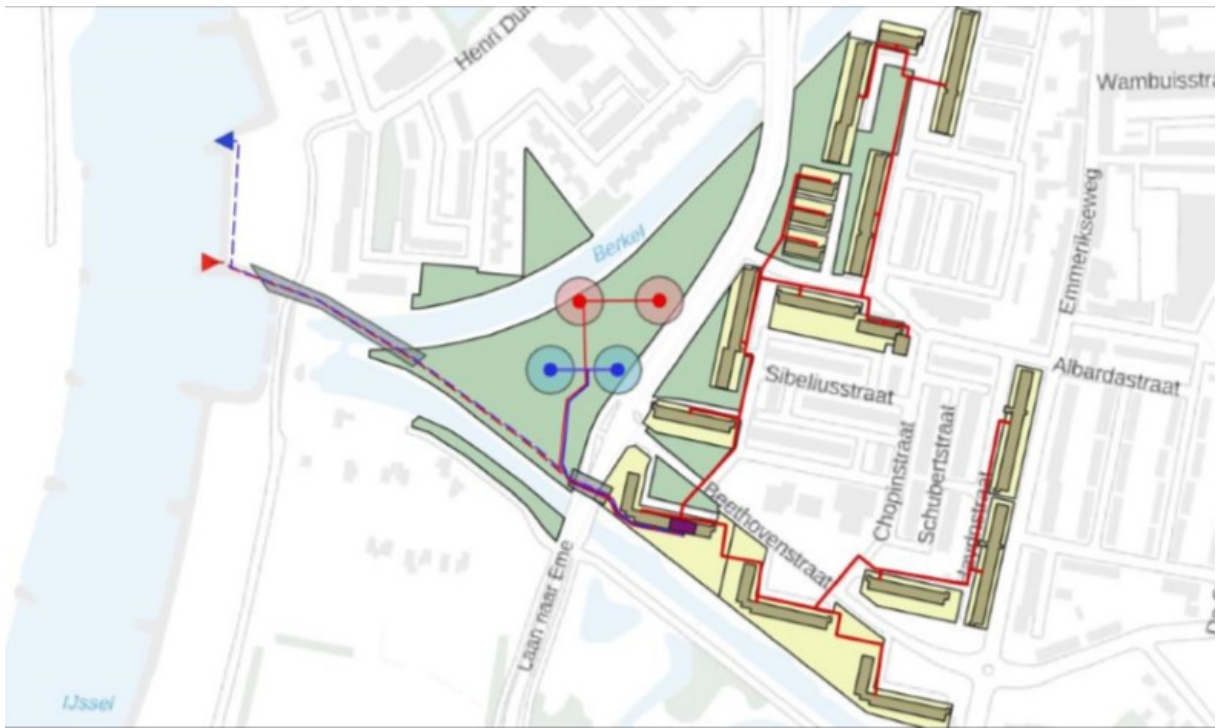 Henri Du
Wambuisstra
Berkel
Emmerikseweg
Albardastraat
Sibeliusstraat
Chopinstraat
Schubertstraat
Beethovenstraat
Laan naar Eme
IJssel